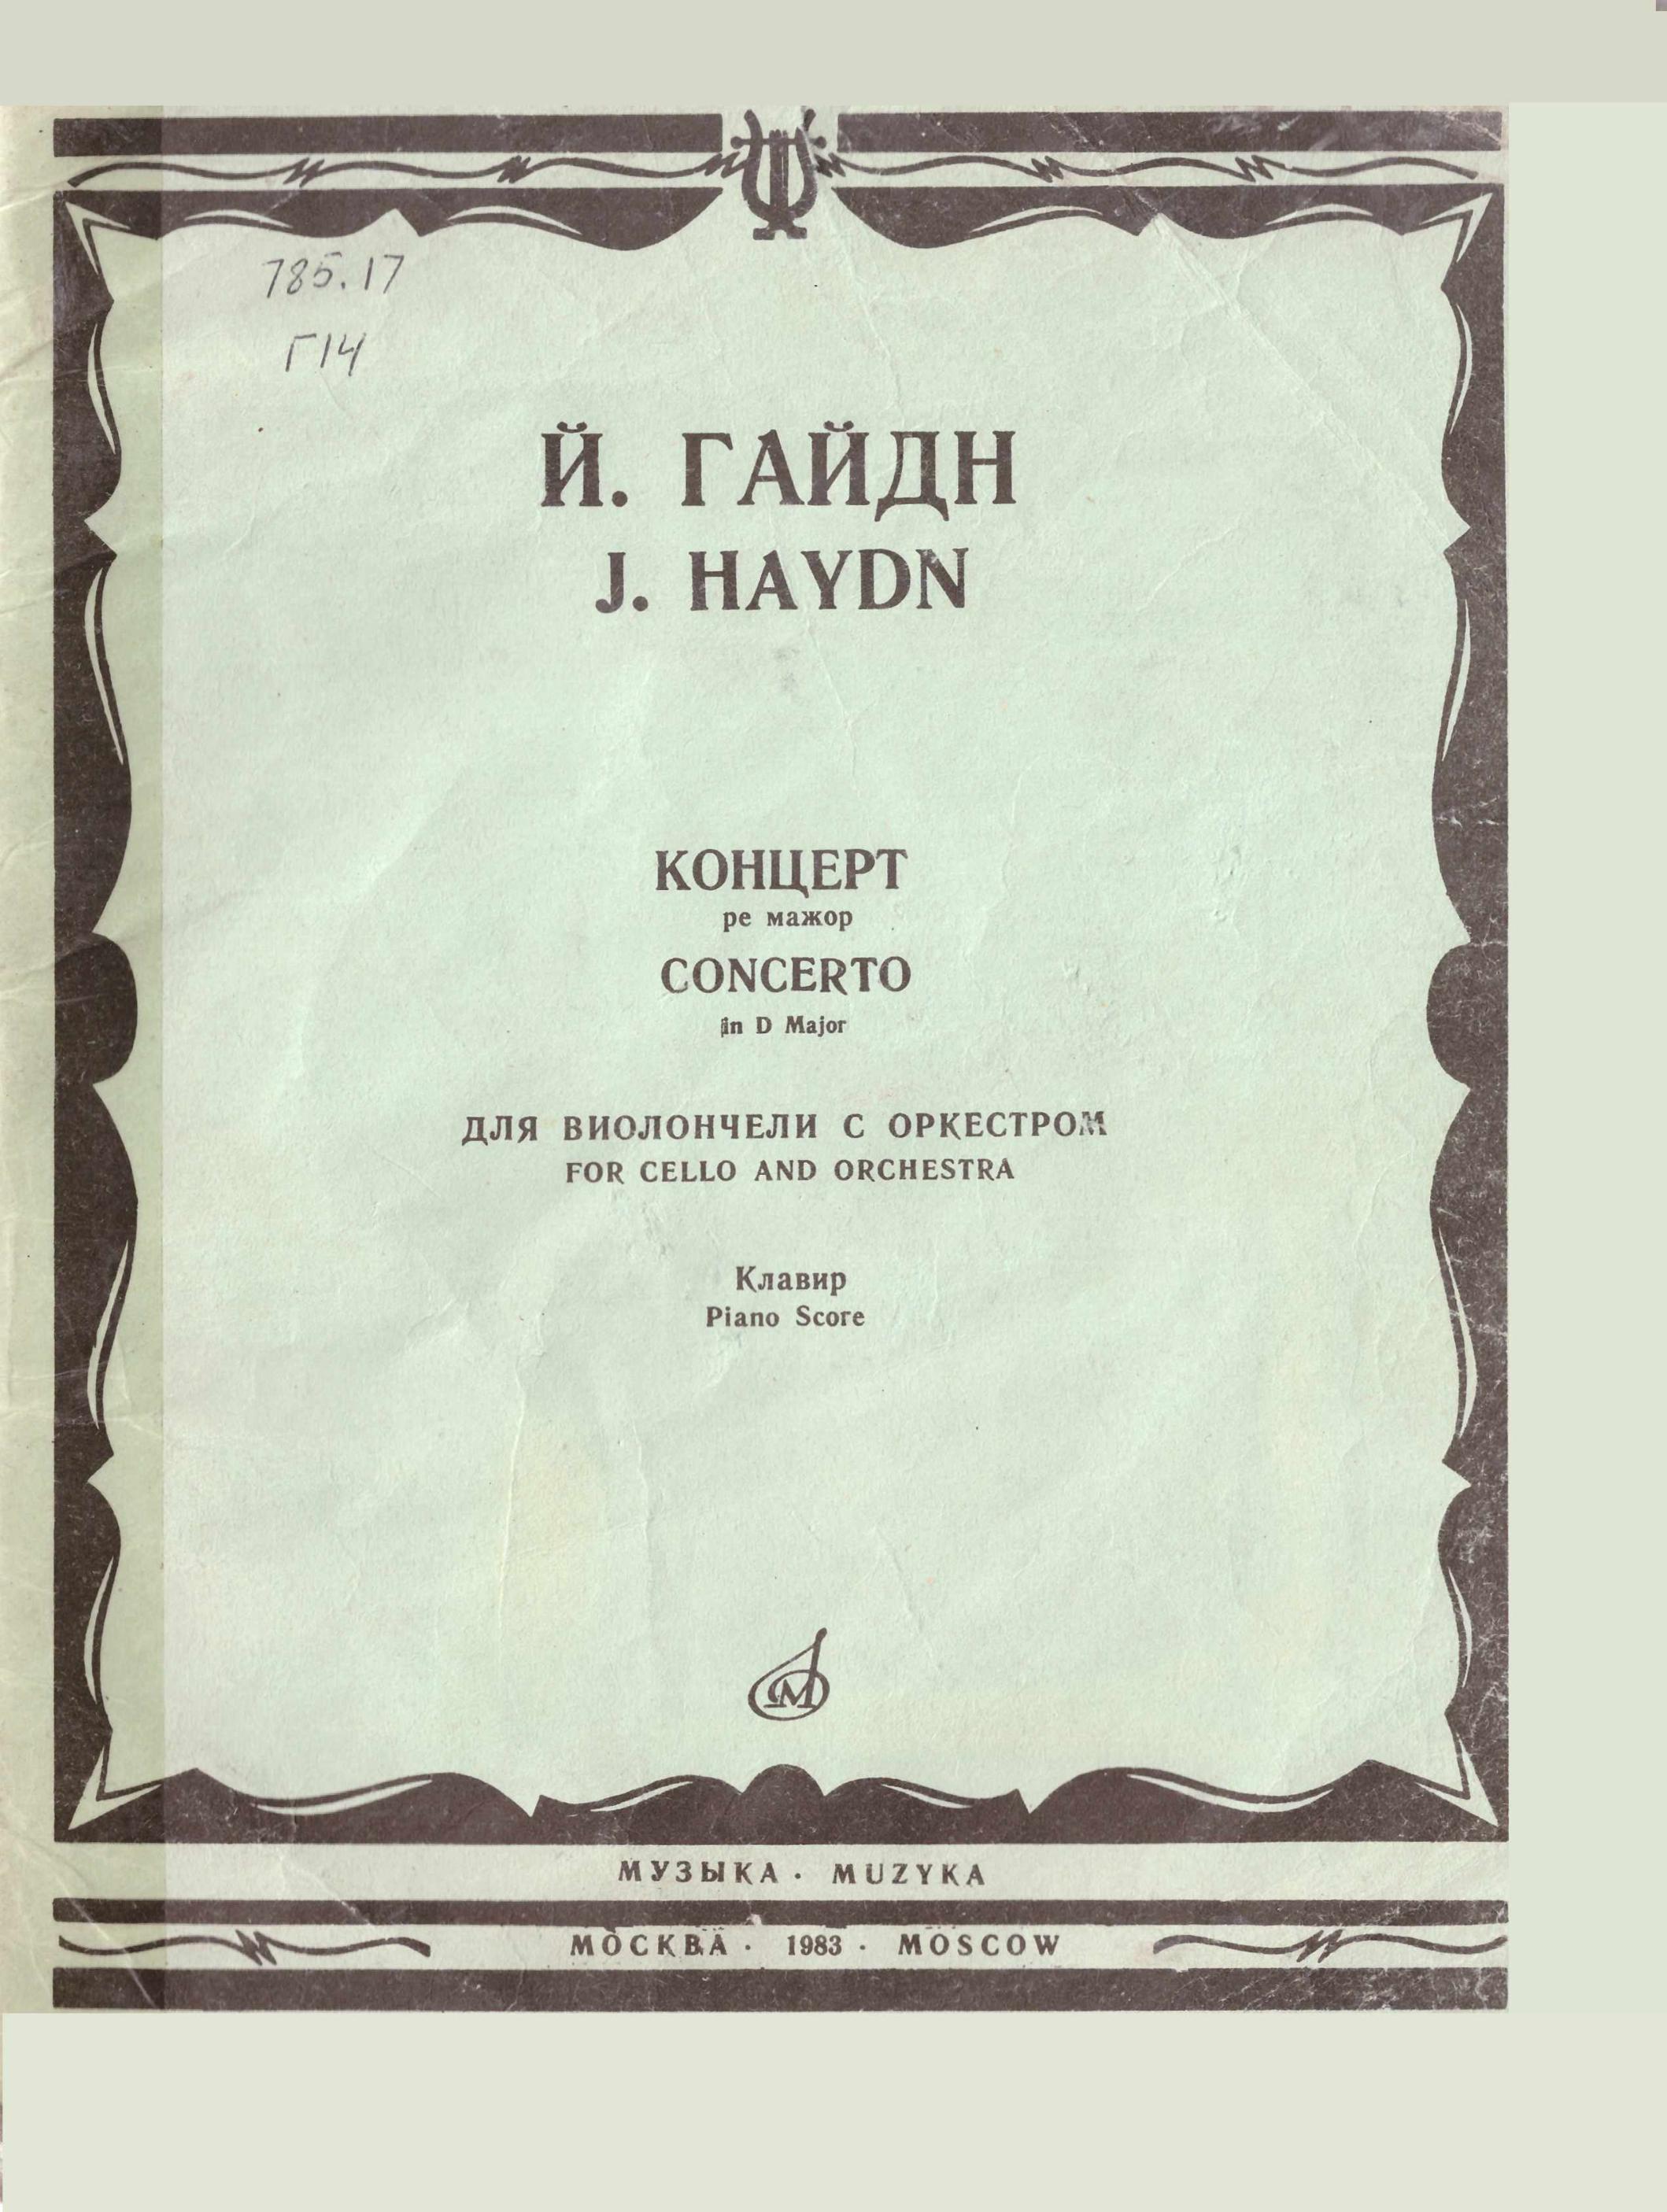 785.17
Г14
Й. ГАЙДН
J. HAYDN
КОНЦЕРТ
ре мажор
CONCERTO
in D Major
ДЛЯ ВИОЛОНЧЕЛИ С ОРКЕСТРОМ
FOR CELLO AND ORCHESTRA
Клавир
Piano Score
М
МУЗЫКА · MUZYKA
МОСКВА · 1983 · MOSCOW